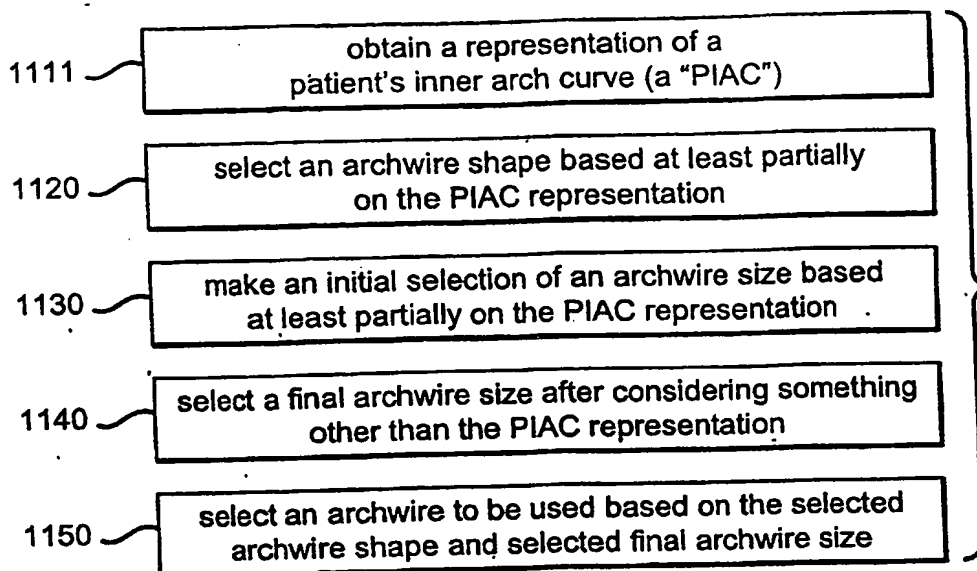 1111
obtain a representation of a
patient's inner arch curve (a "PIAC")
1120
select an archwire shape based at least partially
on the PIAC representation
1130
make an initial selection of an archwire size based
at least partially on the PIAC representation
1140
select a final archwire size after considering something
other than the PIAC representation
1150
select an archwire to be used based on the selected
archwire shape and selected final archwire size